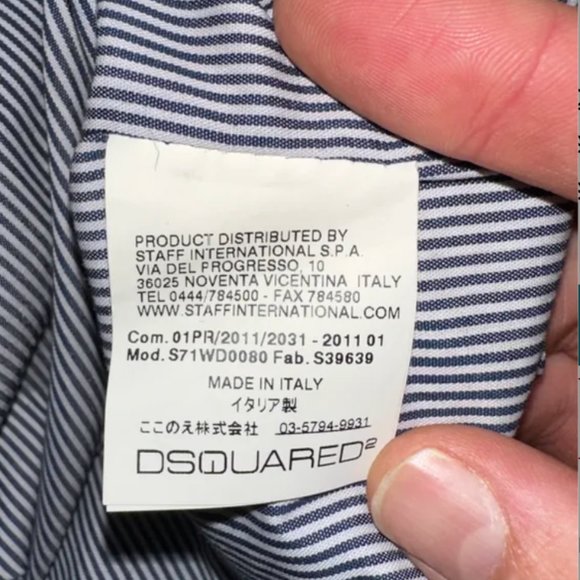 PRODUCT DISTRIBUTED BY
STAFF INTERNATIONAL S.P.A.
VIA DEL PROGRESSO, 10
36025 NOVENTA VICENTINA ITALY
TEL 0444/784500 - FAX 784580
WWW.STAFFINTERNATIONAL.COM
Com. 01PR/2011/2031 - 2011 01
Mod. S71WD0080 Fab. S39639
MADE IN ITALY
イタリア製
ここのえ株式会社 03-5794-9931
DSQUARED²